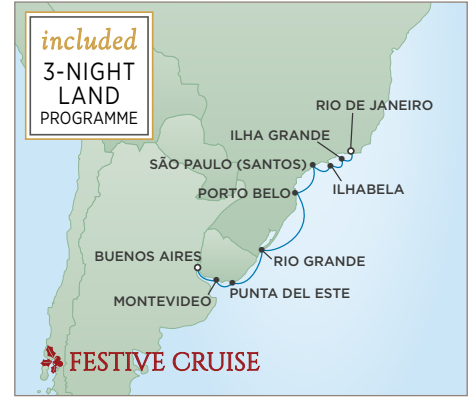 included
3-NIGHT
LAND
PROGRAMME
RIO DE JANEIRO
ILHA GRANDE
SÃO PAULO (SANTOS)
ILHABELA
PORTO BELO
BUENOS AIRES
RIO GRANDE
MONTEVIDEO
PUNTA DEL ESTE
FESTIVE CRUISE